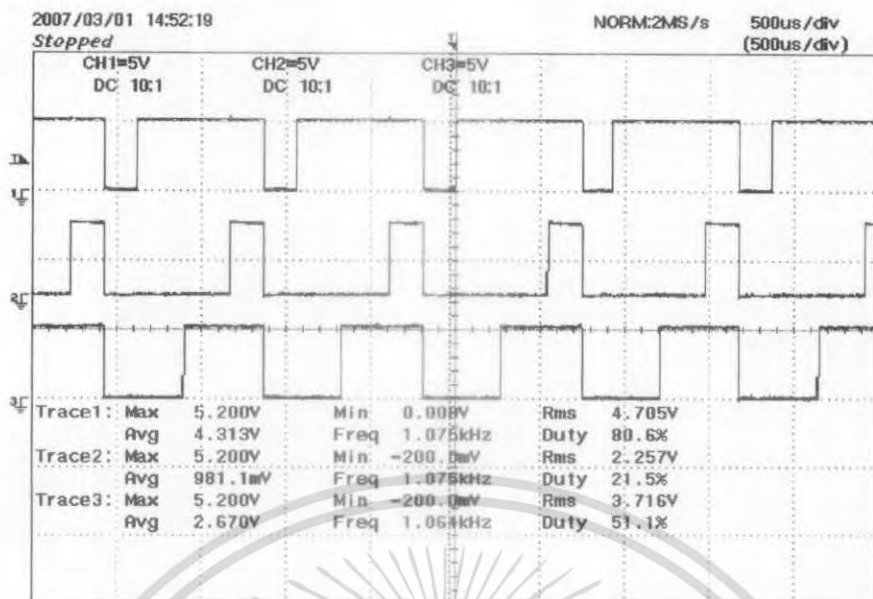 2007/03/01 14:52:19 NORM:2MS/s 500us/div
Stopped (500us/div)
CH1=5V CH2=5V CH3=5V
DC 10:1 DC 10:1 DC 10:1
T
T
1
2
3
Trace1: Max 5.200V Min 0.000V Rms 4.705V
Avg 4.313V Freq 1.075kHz Duty 80.6%
Trace2: Max 5.200V Min -200.0mV Rms 2.257V
Avg 981.1mV Freq 1.075kHz Duty 21.5%
Trace3: Max 5.200V Min -200.0mV Rms 3.716V
Avg 2.670V Freq 1.064kHz Duty 51.1%